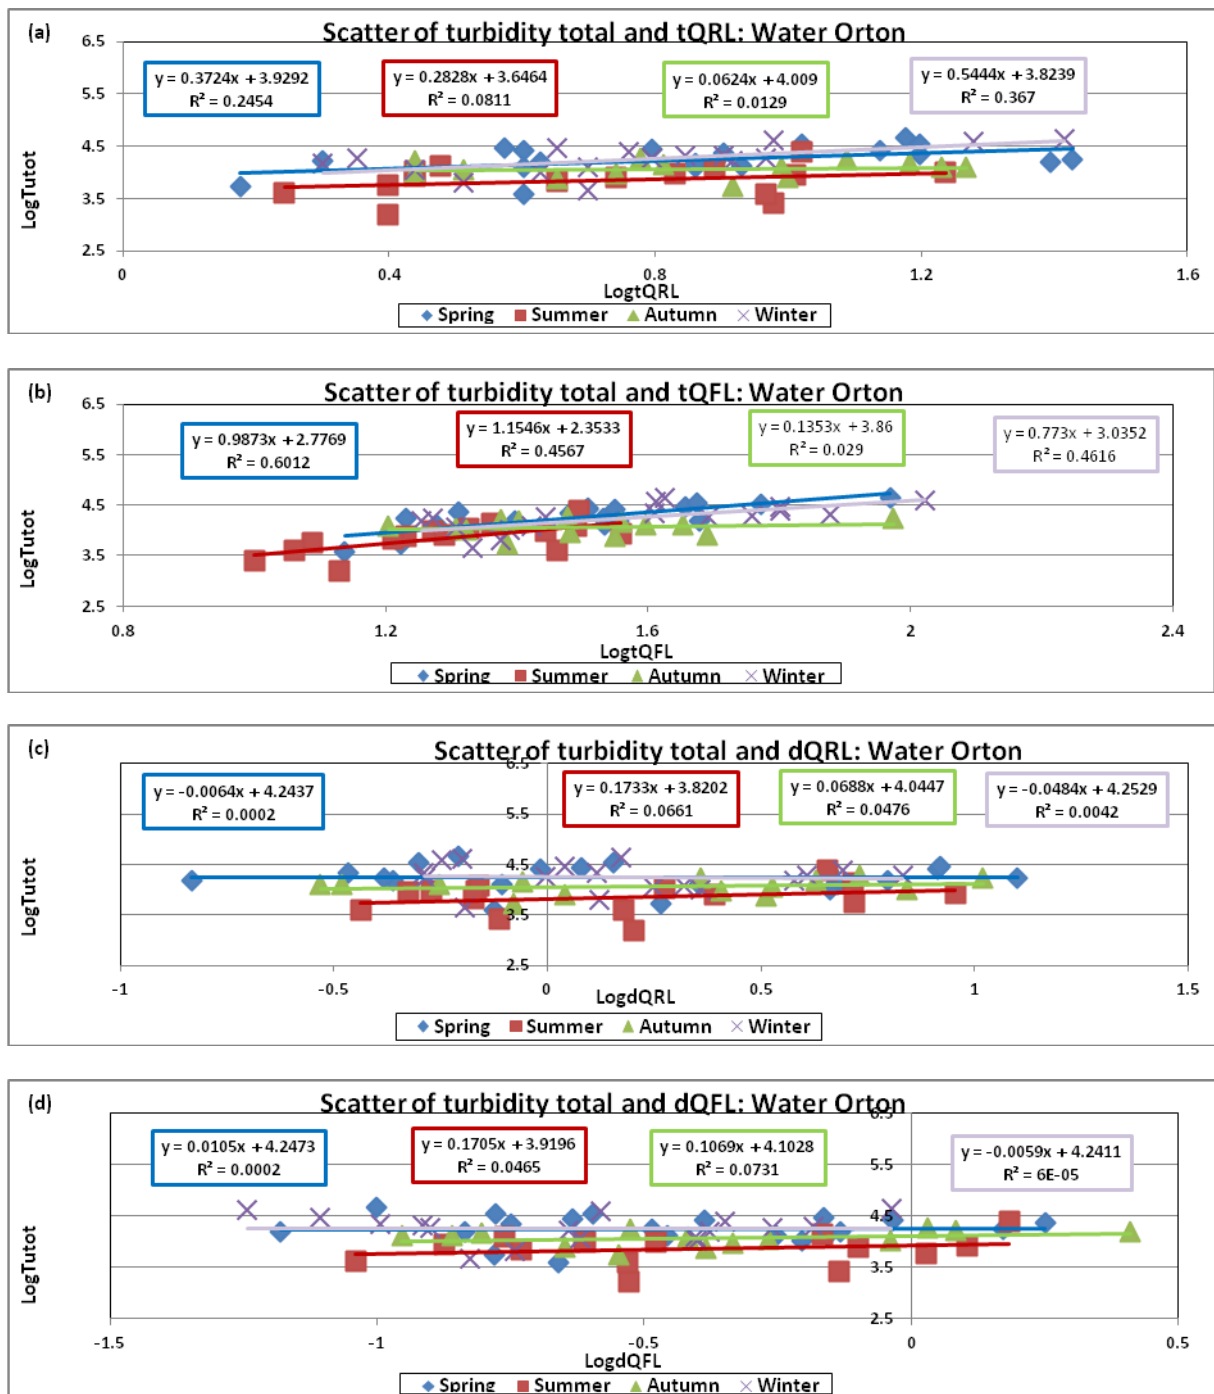 (a)
Scatter of turbidity total and tQRL: Water Orton
6.5
y = 0.3724x + 3.9292
R² = 0.2454
y = 0.2828x + 3.6464
R² = 0.0811
y = 0.0624x + 4.009
R² = 0.0129
y = 0.5444x + 3.8239
R² = 0.367
5.5
4.5
3.5
2.5
LogTutot
0 0.4 0.8 1.2 1.6
LogtQRL
Spring Summer Autumn Winter
(b)
Scatter of turbidity total and tQFL: Water Orton
6.5
y = 0.9873x + 2.7769
R² = 0.6012
y = 1.1546x + 2.3533
R² = 0.4567
y = 0.1353x + 3.86
R² = 0.029
y = 0.773x + 3.0352
R² = 0.4616
5.5
4.5
3.5
2.5
LogTutot
0.8 1.2 1.6 2 2.4
LogtQFL
Spring Summer Autumn Winter
(c)
Scatter of turbidity total and dQRL: Water Orton
6.5
y = -0.0064x + 4.2437
R² = 0.0002
y = 0.1733x + 3.8202
R² = 0.0661
y = 0.0688x + 4.0447
R² = 0.0476
y = -0.0484x + 4.2529
R² = 0.0042
5.5
4.5
3.5
2.5
LogTutot
-1 -0.5 0 0.5 1 1.5
LogdQRL
Spring Summer Autumn Winter
(d)
Scatter of turbidity total and dQFL: Water Orton
6.5
y = 0.0105x + 4.2473
R² = 0.0002
y = 0.1705x + 3.9196
R² = 0.0465
y = 0.1069x + 4.1028
R² = 0.0731
y = -0.0059x + 4.2411
R² = 6E-05
5.5
4.5
3.5
2.5
LogTutot
-1.5 -1 -0.5 0 0.5
LogdQFL
Spring Summer Autumn Winter